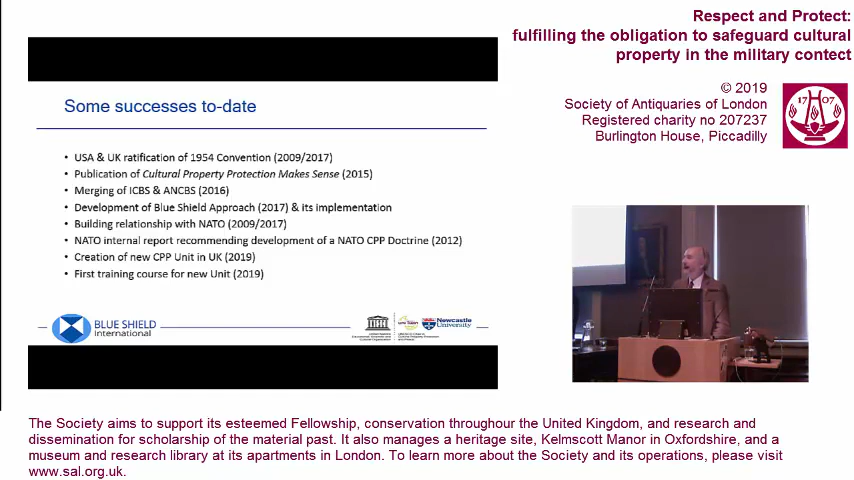 Respect and Protect:
fulfilling the obligation to safeguard cultural
property in the military contect
© 2019
Society of Antiquaries of London
Registered charity no 207237
Burlington House, Piccadilly
17 07
Some successes to-date
• USA & UK ratification of 1954 Convention (2009/2017)
• Publication of Cultural Property Protection Makes Sense (2015)
• Merging of ICBS & ANCBS (2016)
• Development of Blue Shield Approach (2017) & its implementation
• Building relationship with NATO (2009/2017)
• NATO internal report recommending development of a NATO CPP Doctrine (2012)
• Creation of new CPP Unit in UK (2019)
• First training course for new Unit (2019)
BLUE SHIELD
International
Newcastle
University
The Society aims to support its esteemed Fellowship, conservation throughour the United Kingdom, and research and
dissemination for scholarship of the material past. It also manages a heritage site, Kelmscott Manor in Oxfordshire, and a
museum and research library at its apartments in London. To learn more about the Society and its operations, please visit
www.sal.org.uk.